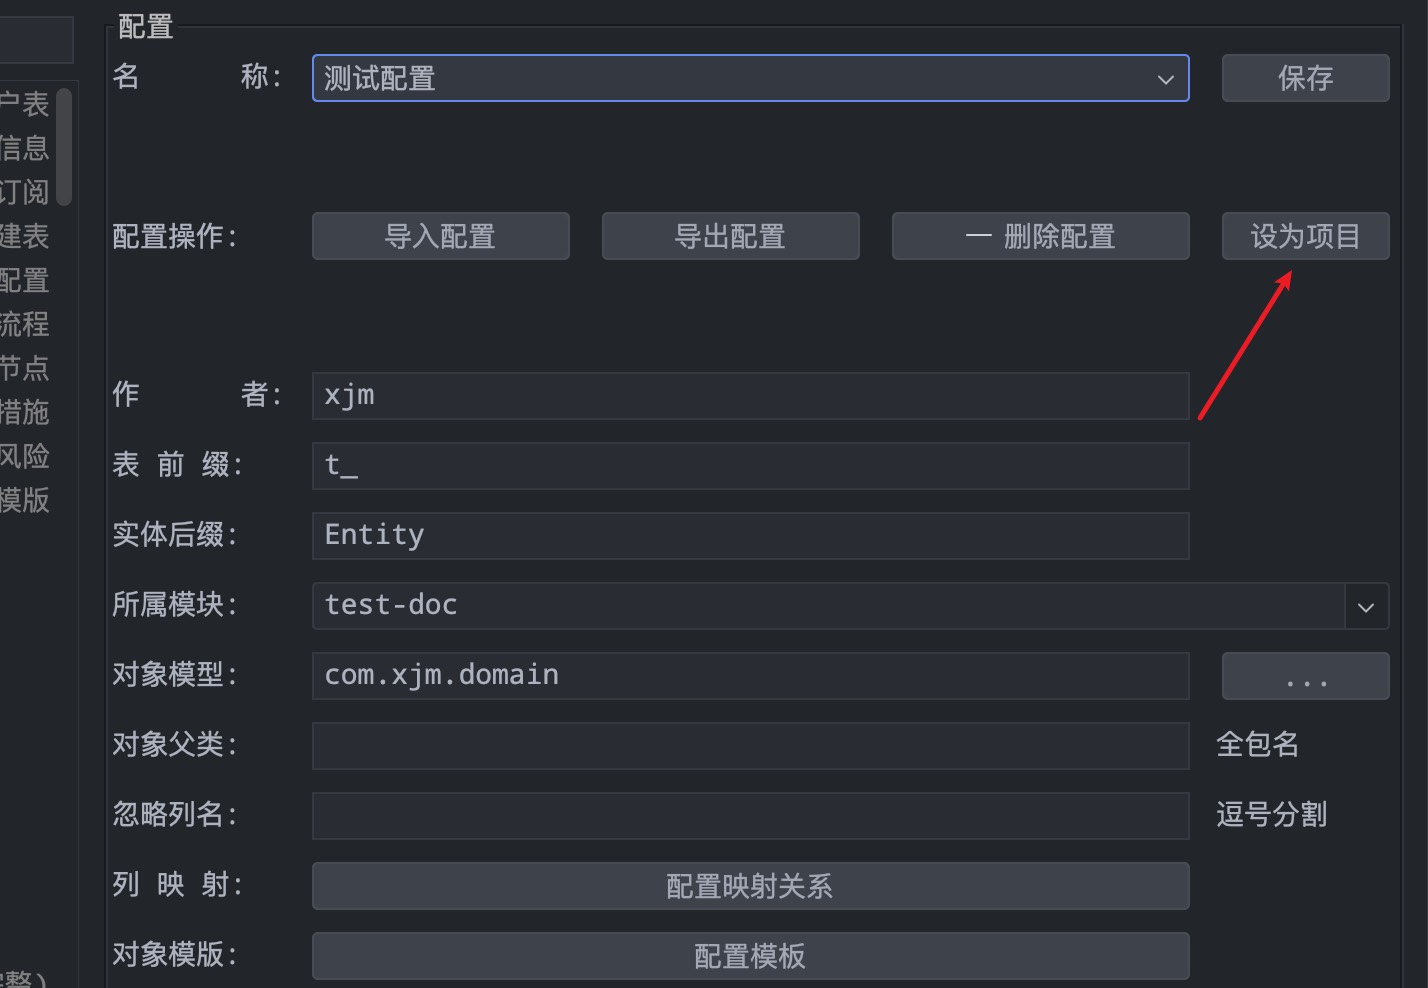 配置
名 称： 测试配置 保存
户表
信息
订阅
建表
配置
流程
节点
措施
风险
模版
配置操作： 导入配置 导出配置 — 删除配置 设为项目
作 者： xjm
表 前 缀： t_
实体后缀： Entity
所属模块： test-doc
对象模型： com.xjm.domain ...
对象父类： 全包名
忽略列名： 逗号分割
列 映 射： 配置映射关系
对象模版： 配置模板
整）